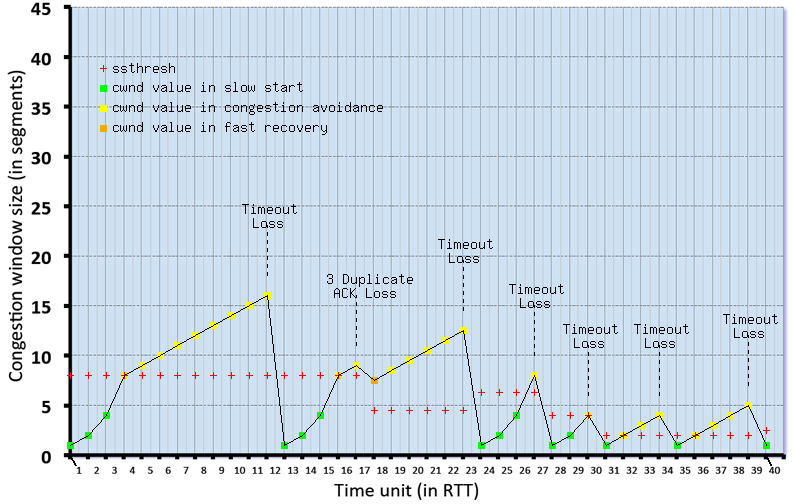 45
40
35
30
25
20
15
10
5
0
Congestion window size (in segments)
ssthresh
cwnd value in slow start
cwnd value in congestion avoidance
cwnd value in fast recovery
Timeout
Loss
3 Duplicate
ACK Loss
Timeout
Loss
Timeout
Loss
Timeout
Loss
Timeout
Loss
Timeout
Loss
1 2 3 4 5 6 7 8 9 10 11 12 13 14 15 16 17 18 19 20 21 22 23 24 25 26 27 28 29 30 31 32 33 34 35 36 37 38 39 40
Time unit (in RTT)